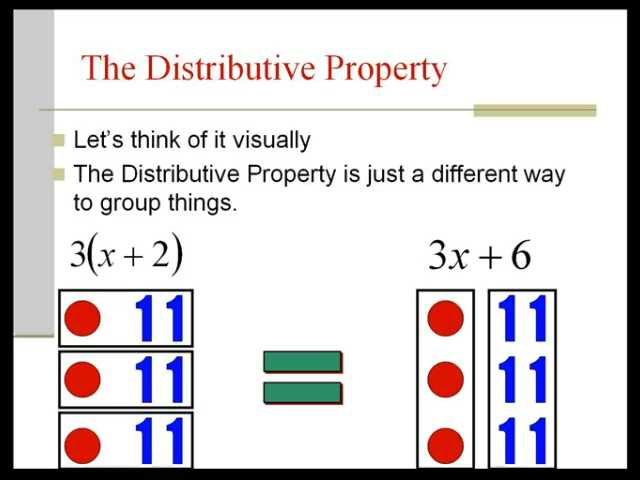 The Distributive Property
Let's think of it visually
The Distributive Property is just a different way
to group things.
3(x + 2)
3x + 6
11 11
11 11
11 11